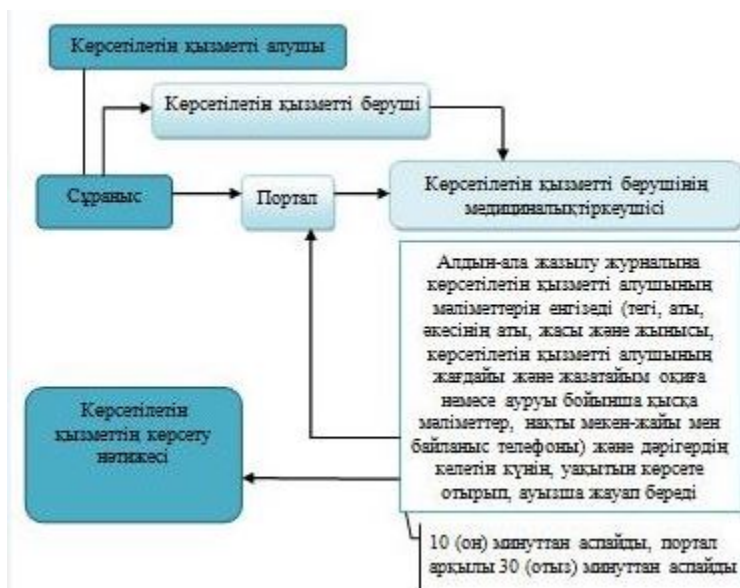 Көрсетілетін қызметті алушы
Көрсетілетін қызметті беруші
Сұраныс
Портал
Көрсетілетін қызметті берушінің
медициналықтіркеушісі
Алдын-ала жазылу журналына
көрсетілетін қызметті алушының
мәліметтерін енгізеді (тегі, аты,
әкесінің аты, жасы және жынысы,
көрсетілетін қызметті алушының
жағдайы және жазатайым оқиға
немесе ауруы бойынша қысқа
мәліметтер, нақты мекен-жайы мен
байланыс телефоны) және дәрігердің
келетін күнін, уақытын көрсете
отырып, ауызша жауап береді
Көрсетілетін
қызметтің көрсету
нәтижесі
10 (он) минуттан аспайды, портал
арқылы 30 (отыз) минуттан аспайды